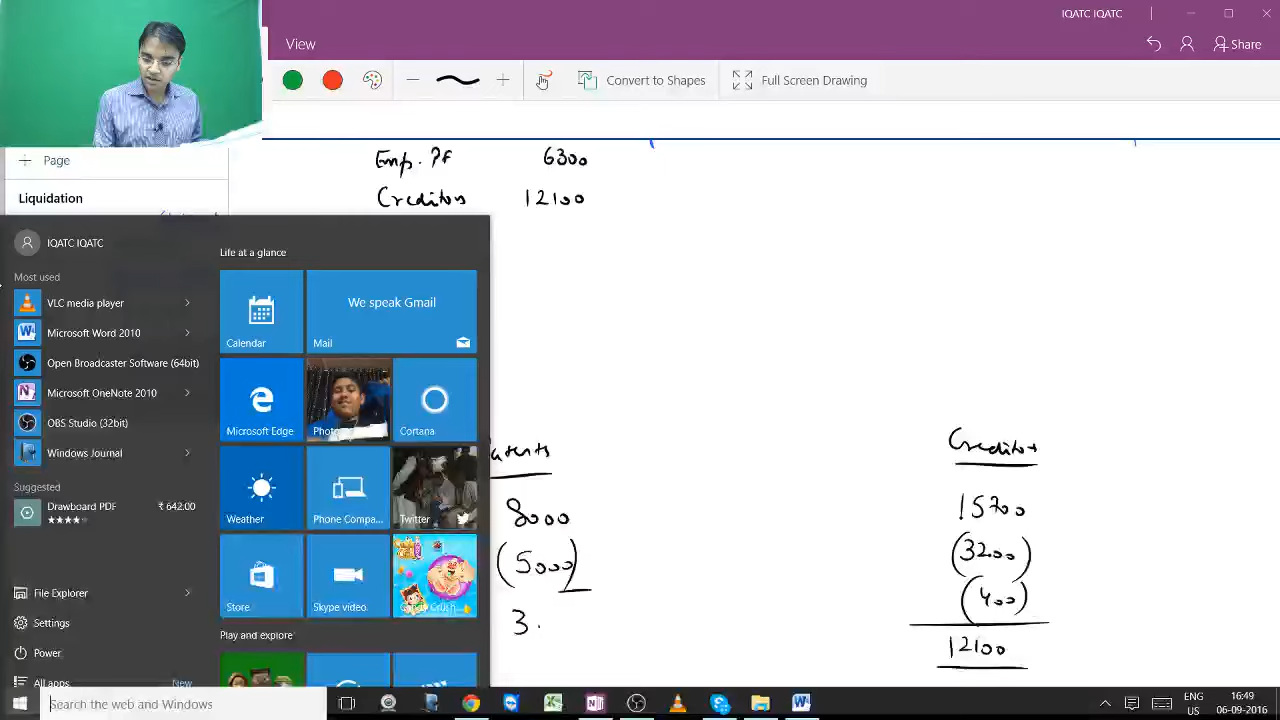 IQATC IQATC
View
Share
Convert to Shapes
Full Screen Drawing
Page
Liquidation
Emp. Pf 6300
Creditors 12100
IQATC IQATC
Most used
VLC media player
Microsoft Word 2010
Open Broadcaster Software (64bit)
Microsoft OneNote 2010
OBS Studio (32bit)
Windows Journal
Suggested
Drawboard PDF ₹ 642.00
File Explorer
Settings
Power
All apps New
Search the web and Windows
Life at a glance
Calendar
We speak Gmail
Mail
Microsoft Edge
Cortana
Weather
Phone Compa...
Twitter
Store
Skype video
Candy Crush
Play and explore
8000
(5000)
3.
Creditors
15700
(3200)
(400)
12100
ENG
US
16:49
06-09-2016